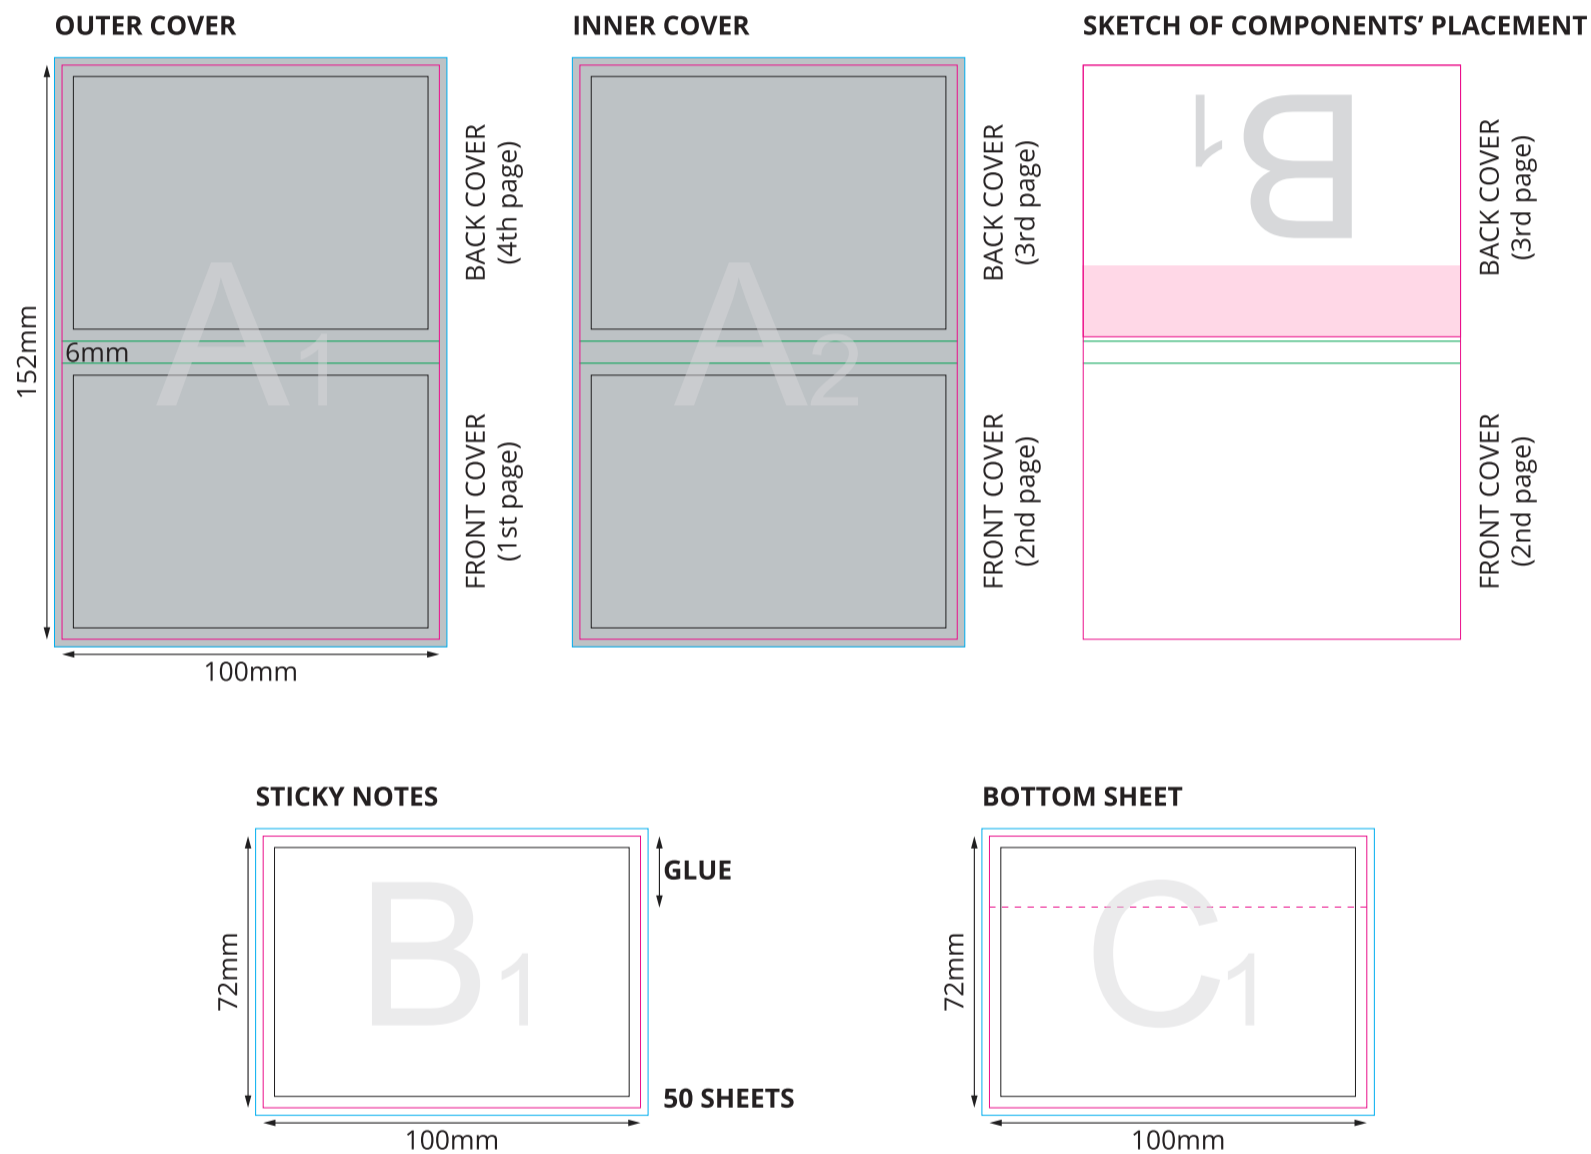 OUTER COVER
INNER COVER
SKETCH OF COMPONENTS’ PLACEMENT
152mm
6mm
A1
100mm
BACK COVER
(4th page)
FRONT COVER
(1st page)
A2
BACK COVER
(3rd page)
FRONT COVER
(2nd page)
B1
BACK COVER
(3rd page)
FRONT COVER
(2nd page)
STICKY NOTES
72mm
B1
GLUE
50 SHEETS
100mm
BOTTOM SHEET
72mm
C1
100mm